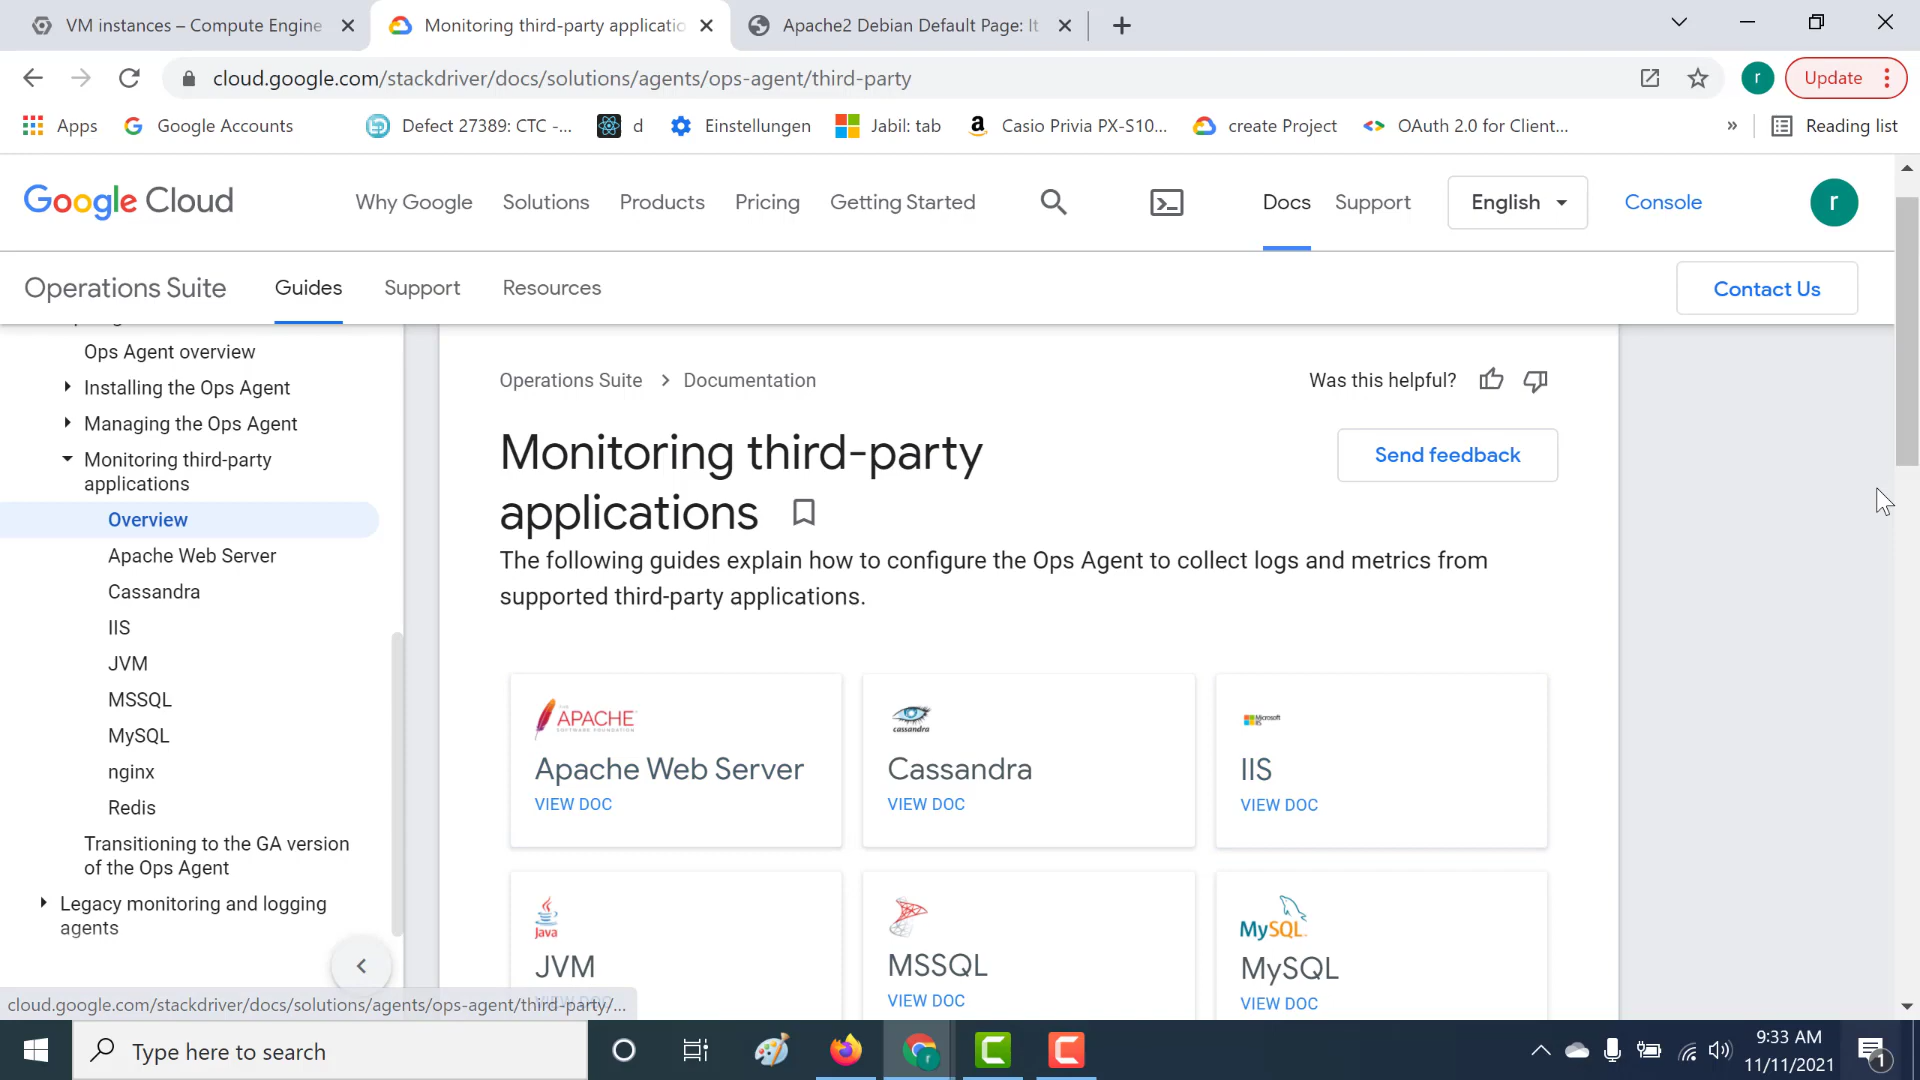 VM instances – Compute Engine
Monitoring third-party applicatio
Apache2 Debian Default Page: It
cloud.google.com/stackdriver/docs/solutions/agents/ops-agent/third-party
r
Update
Apps
Google Accounts
Defect 27389: CTC -...
d
Einstellungen
Jabil: tab
Casio Privia PX-S10...
create Project
OAuth 2.0 for Client...
»
Reading list
Google Cloud
Why Google
Solutions
Products
Pricing
Getting Started
Docs
Support
English
Console
r
Operations Suite
Guides
Support
Resources
Contact Us
Ops Agent overview
Installing the Ops Agent
Managing the Ops Agent
Monitoring third-party
applications
Overview
Apache Web Server
Cassandra
IIS
JVM
MSSQL
MySQL
nginx
Redis
Transitioning to the GA version
of the Ops Agent
Legacy monitoring and logging
agents
Operations Suite
Documentation
Was this helpful?
Monitoring third-party
applications
Send feedback
The following guides explain how to configure the Ops Agent to collect logs and metrics from
supported third-party applications.
APACHE
SOFTWARE FOUNDATION
Apache Web Server
VIEW DOC
cassandra
Cassandra
VIEW DOC
Microsoft
IIS
IIS
VIEW DOC
Java
JVM
VIEW DOC
MSSQL
VIEW DOC
MySQL
MySQL
VIEW DOC
cloud.google.com/stackdriver/docs/solutions/agents/ops-agent/third-party/...
Type here to search
9:33 AM
11/11/2021
1